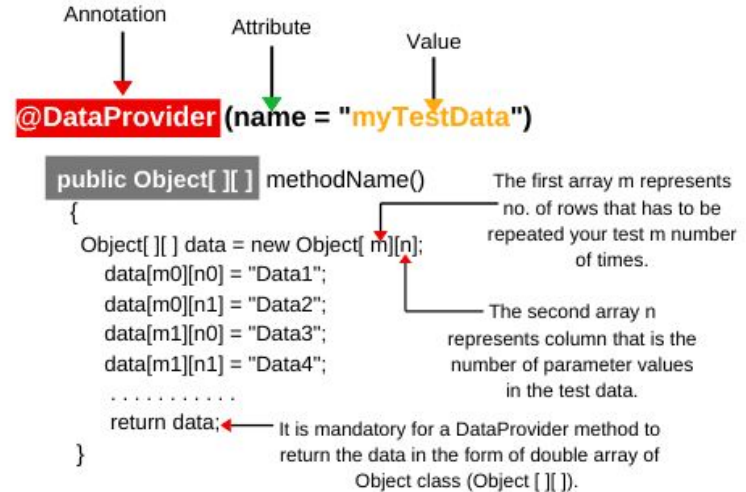 Annotation
Attribute
Value
@DataProvider (name = "myTestData")
public Object[ ][ ] methodName()
{
Object[ ][ ] data = new Object[ m][n];
data[m0][n0] = "Data1";
data[m0][n1] = "Data2";
data[m1][n0] = "Data3";
data[m1][n1] = "Data4";
. . . . . . . . . . .
return data;
}
The first array m represents
no. of rows that has to be
repeated your test m number
of times.
The second array n
represents column that is the
number of parameter values
in the test data.
It is mandatory for a DataProvider method to
return the data in the form of double array of
Object class (Object [ ][ ]).